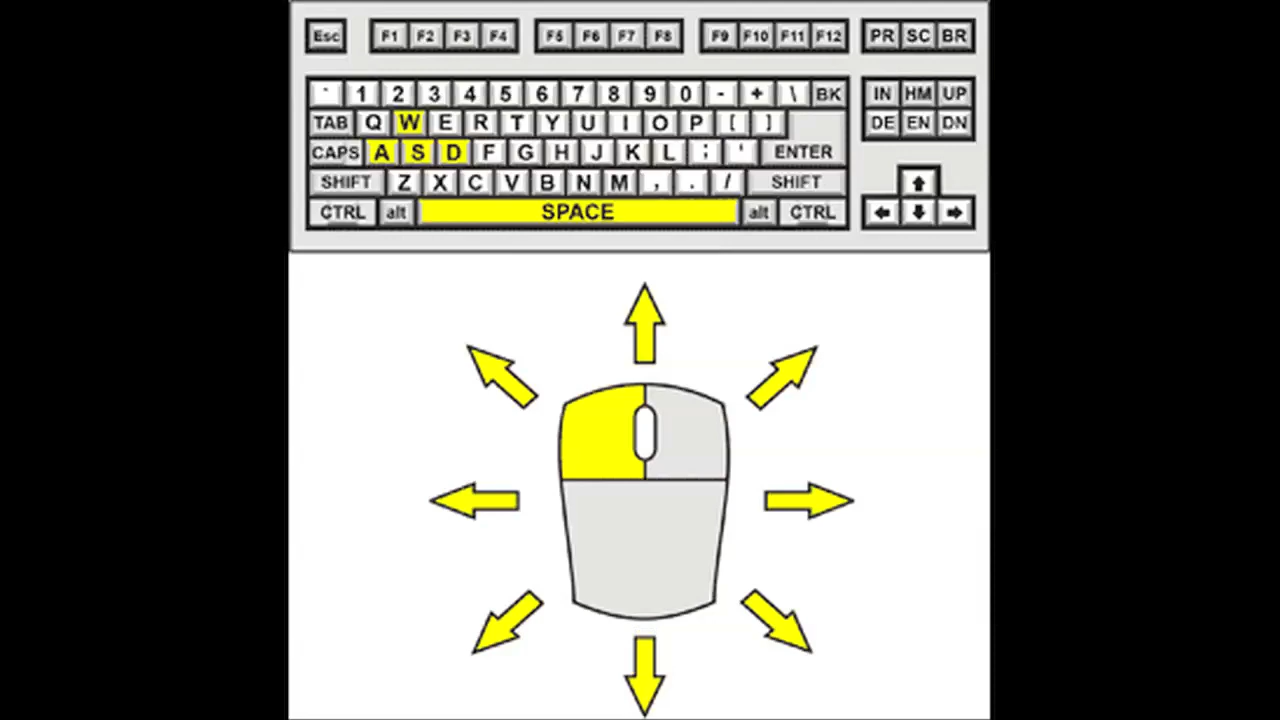 Esc F1 F2 F3 F4 F5 F6 F7 F8 F9 F10 F11 F12 PR SC BR
` 1 2 3 4 5 6 7 8 9 0 - + \ BK IN HM UP
TAB Q W E R T Y U I O P [ ] DE EN DN
CAPS A S D F G H J K L ; ' ENTER
SHIFT Z X C V B N M , . / SHIFT
CTRL alt SPACE alt CTRL